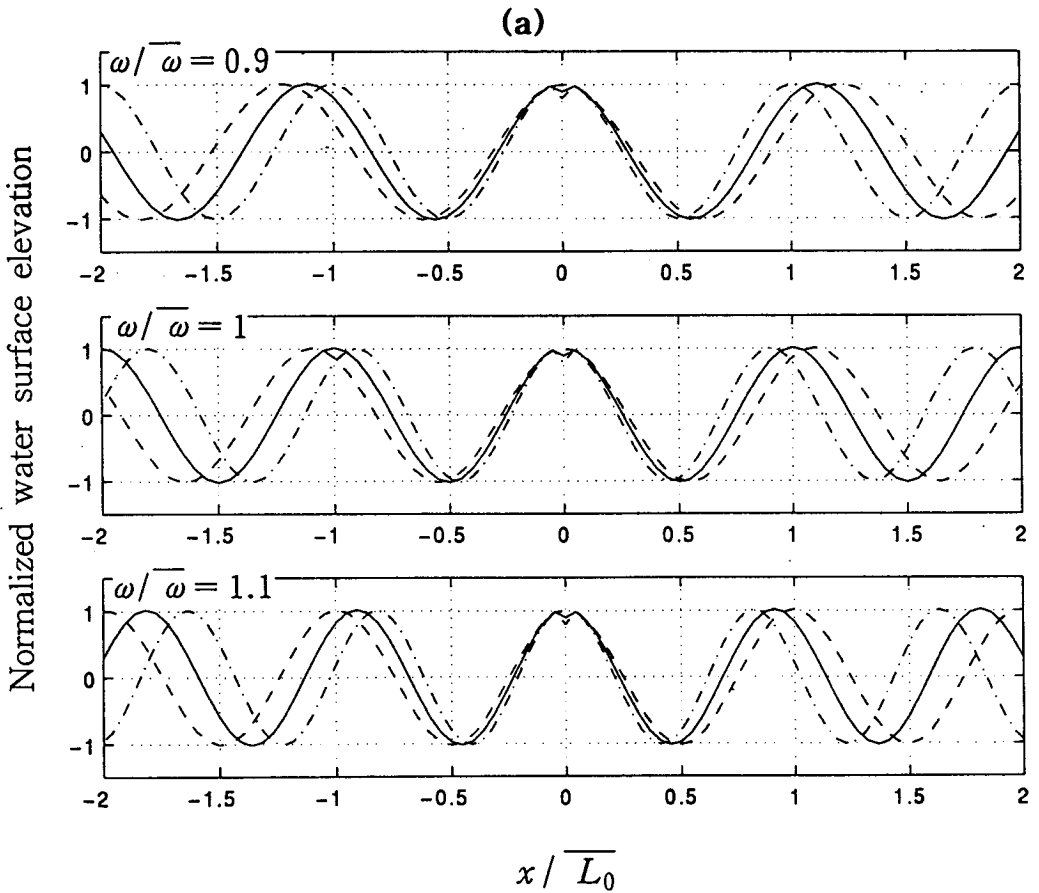 (a)
ω/ω̅ = 0.9
1
0
-1
-2 -1.5 -1 -0.5 0 0.5 1 1.5 2
ω/ω̅ = 1
1
0
-1
-2 -1.5 -1 -0.5 0 0.5 1 1.5 2
ω/ω̅ = 1.1
1
0
-1
-2 -1.5 -1 -0.5 0 0.5 1 1.5 2
Normalized water surface elevation
x / L̅₀